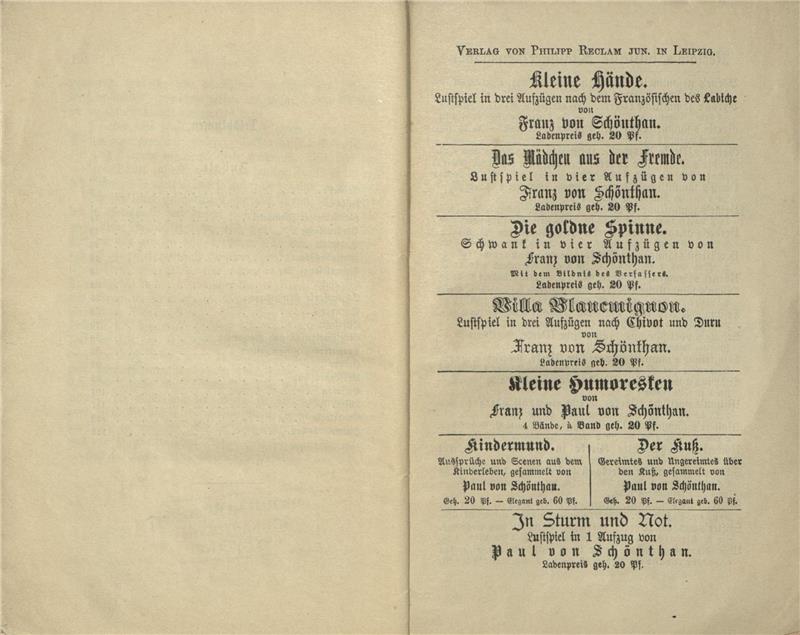 Verlag von Philipp Reclam jun. in Leipzig.
Kleine Hände.
Lustspiel in drei Aufzügen nach dem Französischen des Labiche
von
Franz von Schönthan.
Ladenpreis geh. 20 Pf.
Das Mädchen aus der Fremde.
Lustspiel in vier Aufzügen von
Franz von Schönthan.
Ladenpreis geh. 20 Pf.
Die goldne Spinne.
Schwank in vier Aufzügen von
Franz von Schönthan.
Mit dem Bildnis des Verfassers.
Ladenpreis geh. 20 Pf.
Villa Blancmignon.
Lustspiel in drei Aufzügen nach Chivot und Duru
von
Franz von Schönthan.
Ladenpreis geh. 20 Pf.
Kleine Humoresken
von
Franz und Paul von Schönthan.
4 Bände, à Band geh. 20 Pf.
Kindermund.
Aussprüche und Scenen aus dem
Kinderleben, gesammelt von
Paul von Schönthan.
Geh. 20 Pf. — Elegant geb. 60 Pf.
Der Kuß.
Gereimtes und Ungereimtes über
den Kuß, gesammelt von
Paul von Schönthan.
Geh. 20 Pf. — Elegant geb. 60 Pf.
In Sturm und Not.
Lustspiel in 1 Aufzug von
Paul von Schönthan.
Ladenpreis geh. 20 Pf.